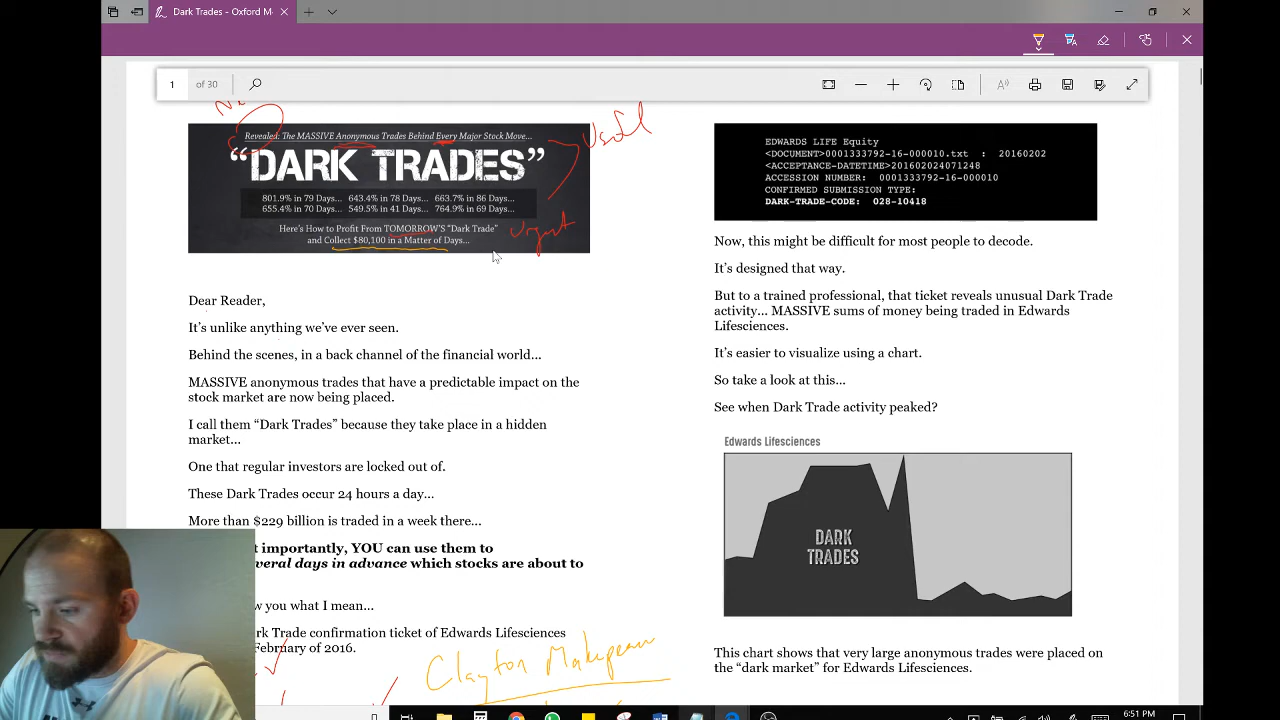 Dark Trades - Oxford M
1 of 30
Revealed: The MASSIVE Anonymous Trades Behind Every Major Stock Move...
“DARK TRADES”
801.9% in 79 Days... 643.4% in 78 Days... 663.7% in 86 Days...
655.4% in 70 Days... 549.5% in 41 Days... 764.9% in 69 Days...
Here's How to Profit From TOMORROW'S “Dark Trade”
and Collect $80,100 in a Matter of Days...
Useful
Urgent
Dear Reader,
It's unlike anything we've ever seen.
Behind the scenes, in a back channel of the financial world...
MASSIVE anonymous trades that have a predictable impact on the
stock market are now being placed.
I call them “Dark Trades” because they take place in a hidden
market...
One that regular investors are locked out of.
These Dark Trades occur 24 hours a day...
More than $229 billion is traded in a week there...
t importantly, YOU can use them to
veral days in advance which stocks are about to
w you what I mean...
rk Trade confirmation ticket of Edwards Lifesciences
February of 2016.
Clayton Makepeace
EDWARDS LIFE Equity
<DOCUMENT>0001333792-16-000010.txt : 20160202
<ACCEPTANCE-DATETIME>201602024071248
ACCESSION NUMBER: 0001333792-16-000010
CONFIRMED SUBMISSION TYPE:
DARK-TRADE-CODE: 028-10418
Now, this might be difficult for most people to decode.
It's designed that way.
But to a trained professional, that ticket reveals unusual Dark Trade
activity... MASSIVE sums of money being traded in Edwards
Lifesciences.
It's easier to visualize using a chart.
So take a look at this...
See when Dark Trade activity peaked?
Edwards Lifesciences
DARK
TRADES
This chart shows that very large anonymous trades were placed on
the “dark market” for Edwards Lifesciences.
6:51 PM